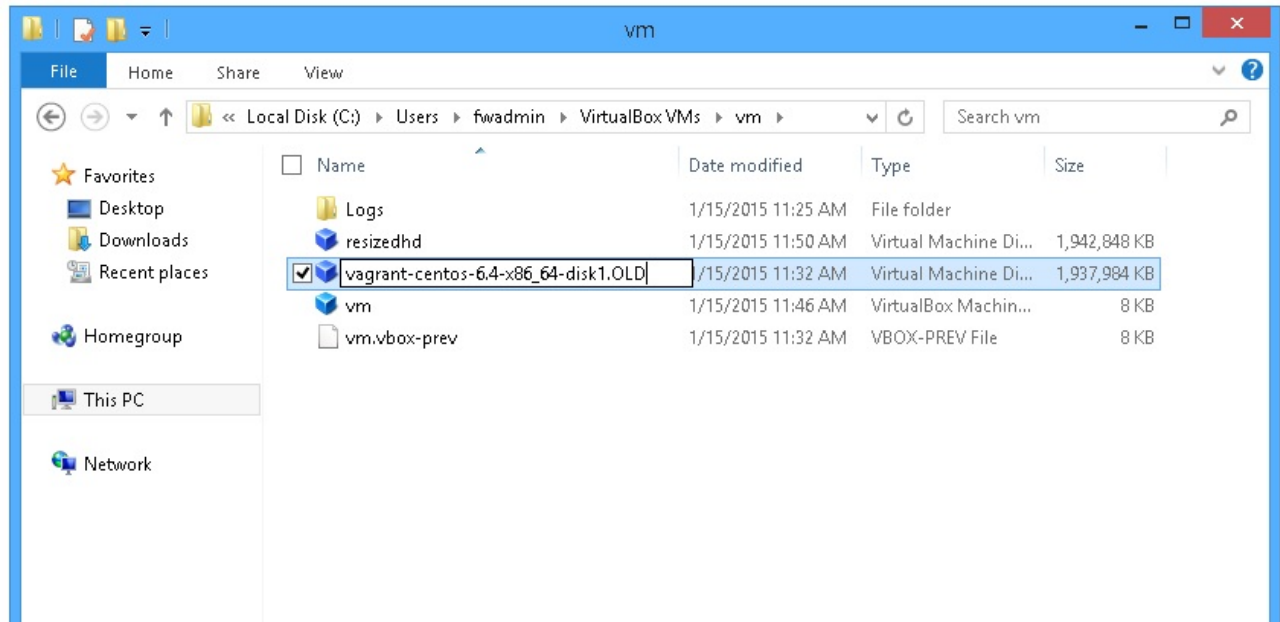 vm
File Home Share View
« Local Disk (C:) Users fwadmin VirtualBox VMs vm Search vm
Name Date modified Type Size
Favorites
Desktop
Downloads
Recent places
Homegroup
This PC
Network
Logs 1/15/2015 11:25 AM File folder
resizedhd 1/15/2015 11:50 AM Virtual Machine Di... 1,942,848 KB
vagrant-centos-6.4-x86_64-disk1.OLD 1/15/2015 11:32 AM Virtual Machine Di... 1,937,984 KB
vm 1/15/2015 11:46 AM VirtualBox Machin... 8 KB
vm.vbox-prev 1/15/2015 11:32 AM VBOX-PREV File 8 KB